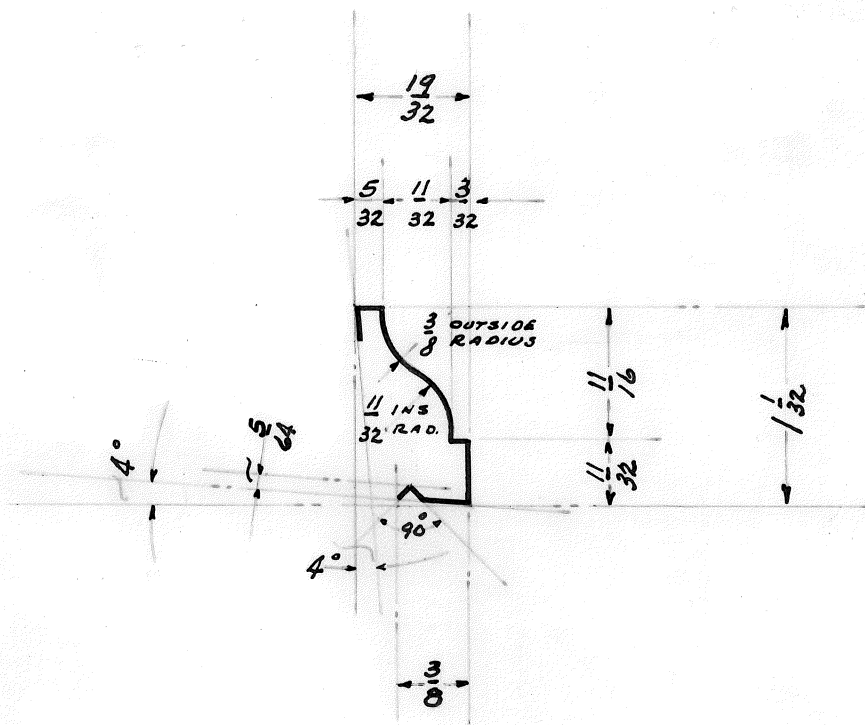 19/32
5/32 11/32 3/32
3/8 OUTSIDE
RADIUS
11/32 INS
RAD.
11/16
1 1/32
11/32
4°
~ 5/64
90°
4°
3/8